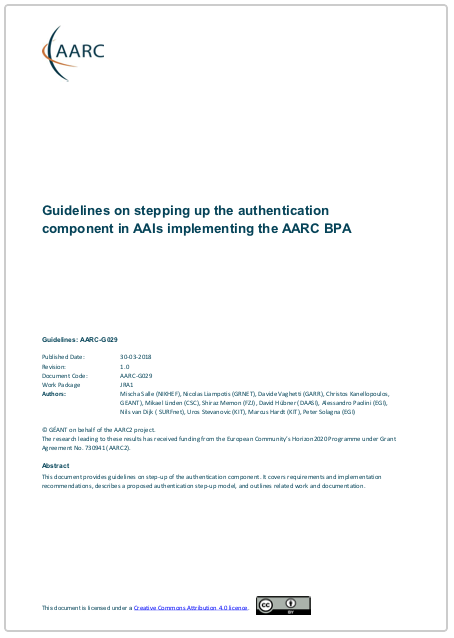 AARC
Guidelines on stepping up the authentication
component in AAIs implementing the AARC BPA
Guidelines: AARC-G029
Published Date: 30-03-2018
Revision: 1.0
Document Code: AARC-G029
Work Package JRA1
Authors: Mischa Salle (NIKHEF), Nicolas Liampotis (GRNET), Davide Vaghetti (GARR), Christos Kanellopoulos,
GEANT), Mikael Linden (CSC), Shiraz Memon (FZJ), David Hübner (DAASI), Alessandro Paolini (EGI),
Nils van Dijk ( SURFnet), Uros Stevanovic (KIT), Marcus Hardt (KIT), Peter Solagna (EGI)
© GÉANT on behalf of the AARC2 project.
The research leading to these results has received funding from the European Community's Horizon2020 Programme under Grant
Agreement No. 730941 (AARC2).
Abstract
This document provides guidelines on step-up of the authentication component. It covers requirements and implementation
recommendations, describes a proposed authentication step-up model, and outlines related work and documentation.
This document is licensed under a Creative Commons Attribution 4.0 licence.
cc BY